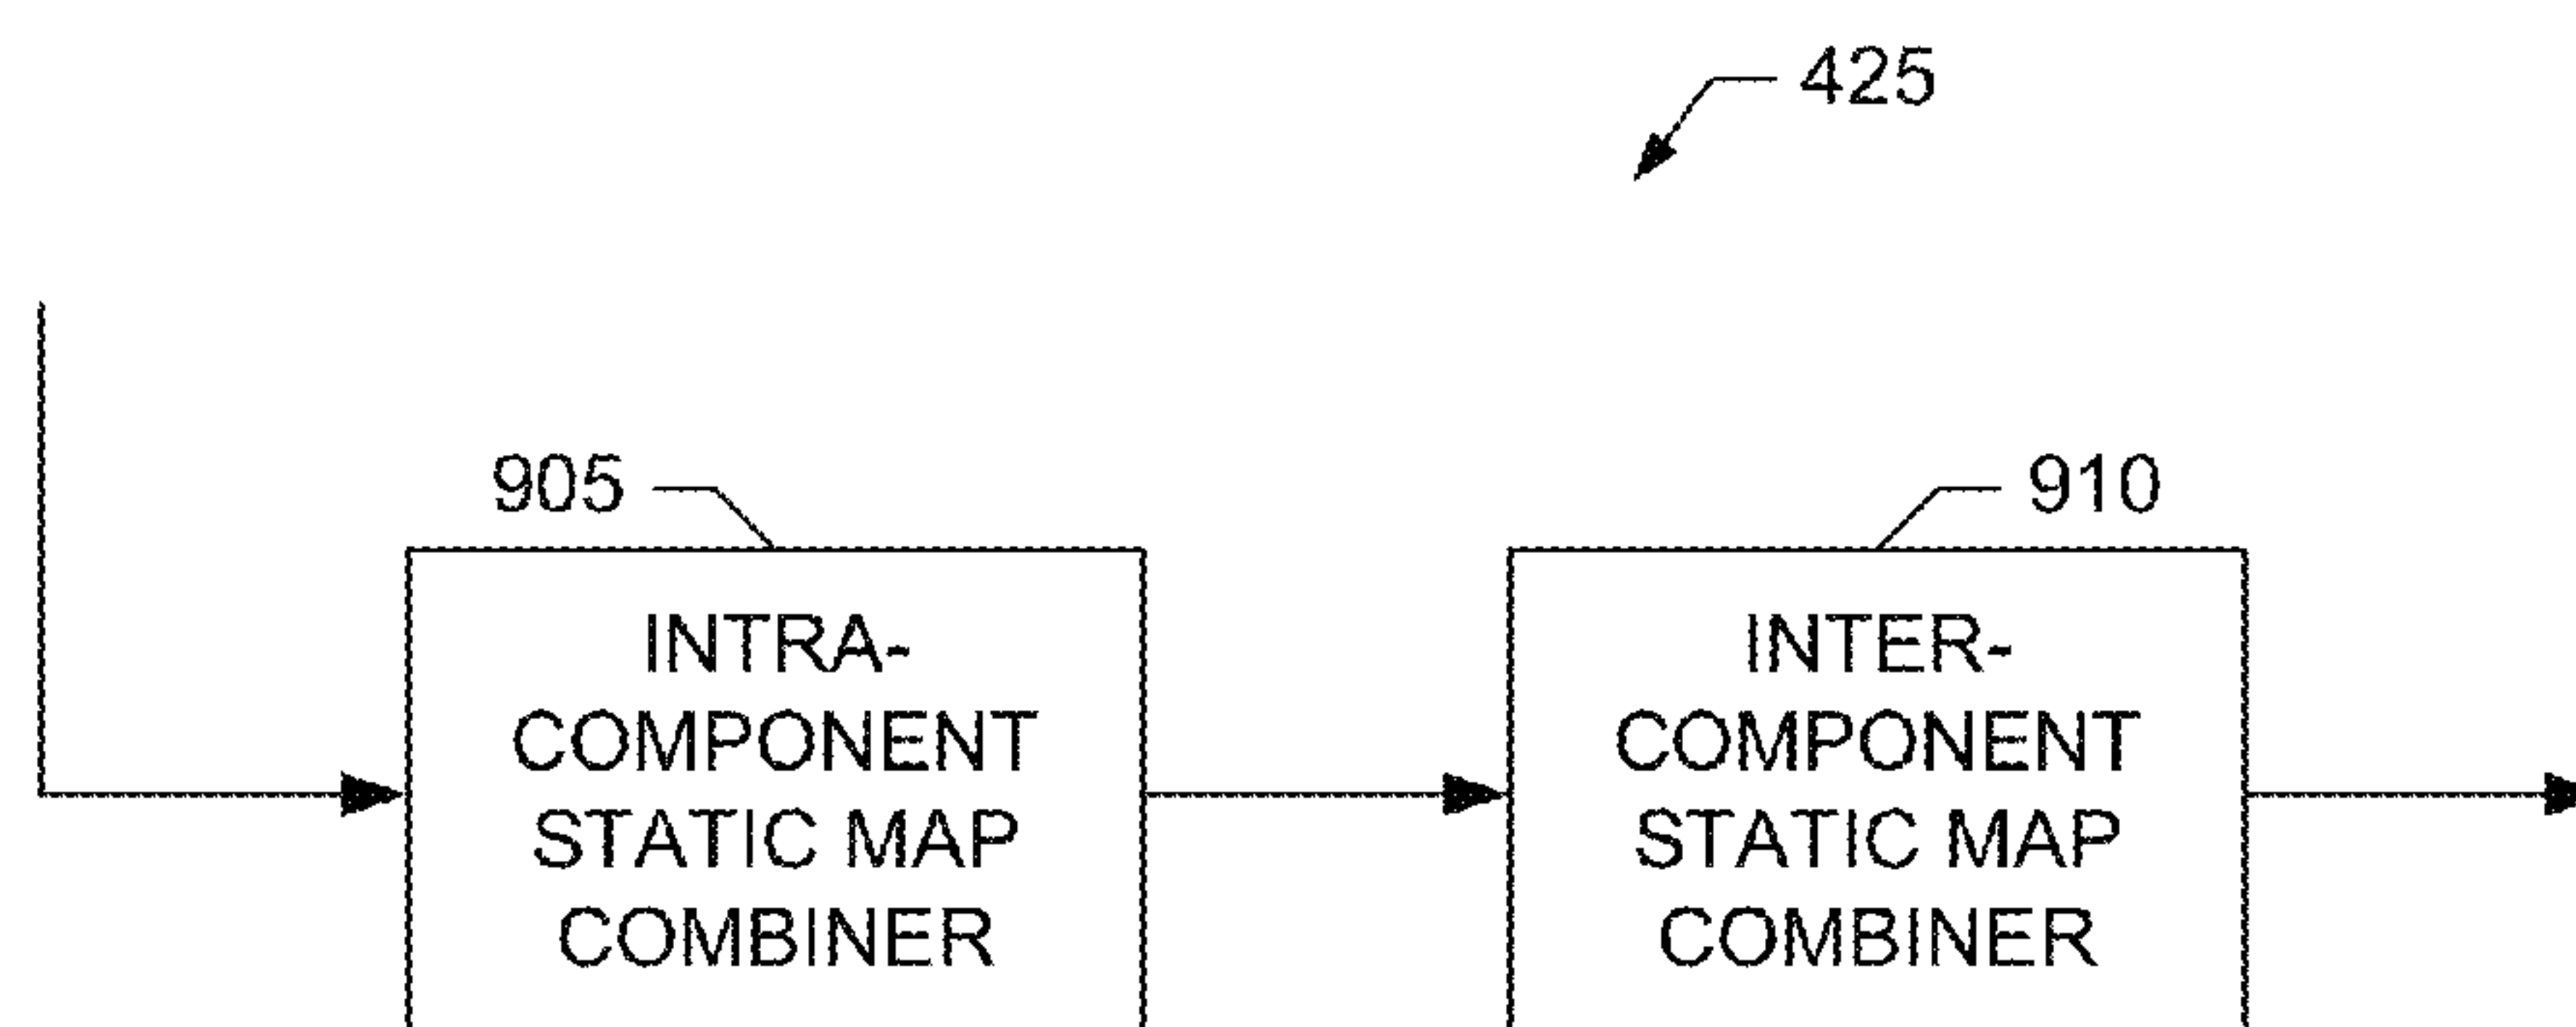 425
905
910
INTRA-
COMPONENT
STATIC MAP
COMBINER
INTER-
COMPONENT
STATIC MAP
COMBINER